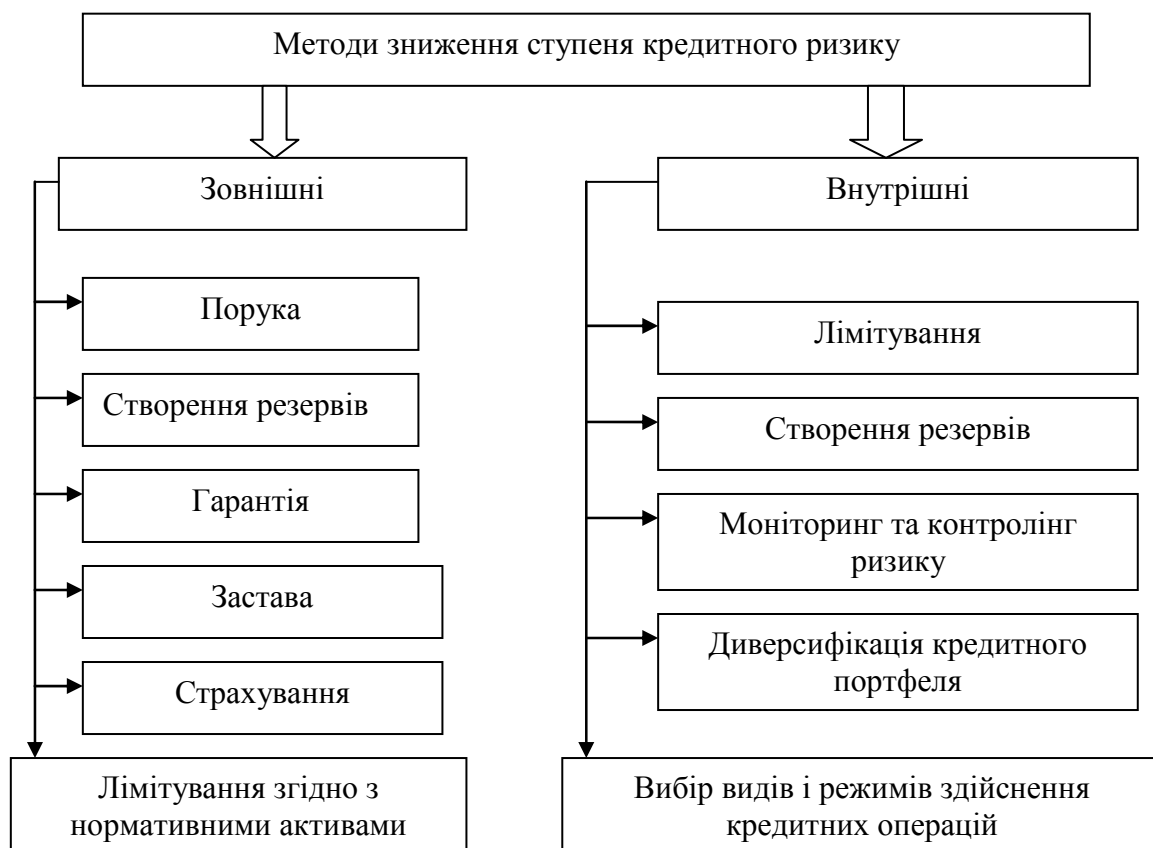 Методи зниження ступеня кредитного ризику
Зовнішні
Порука
Створення резервів
Гарантія
Застава
Страхування
Лімітування згідно з
нормативними активами
Внутрішні
Лімітування
Створення резервів
Моніторинг та контролінг
ризику
Диверсифікація кредитного
портфеля
Вибір видів і режимів здійснення
кредитних операцій